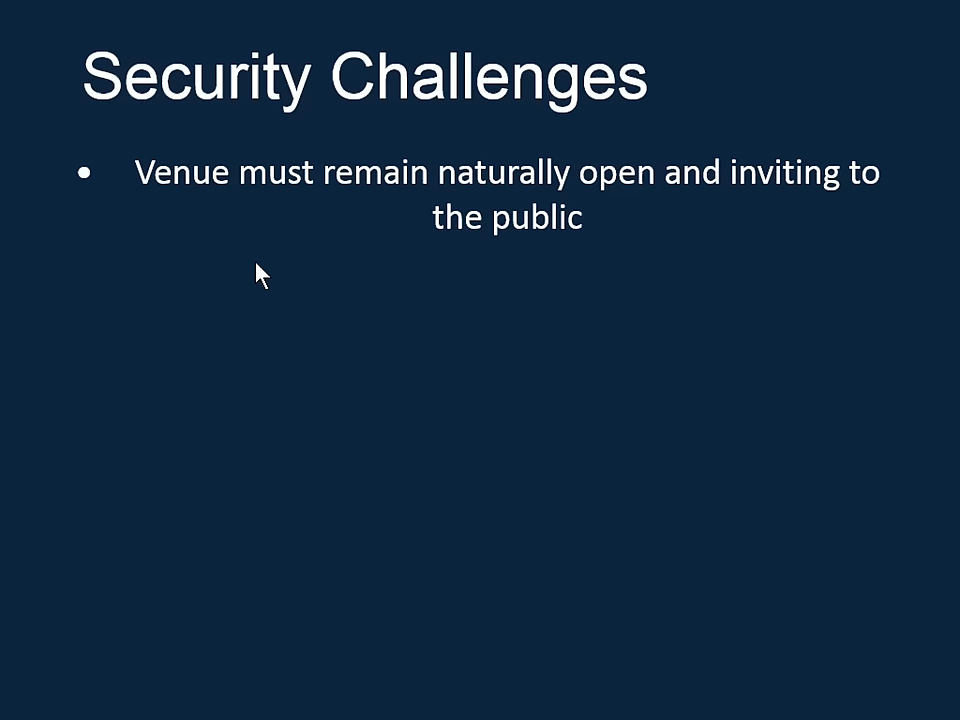 Security Challenges
• Venue must remain naturally open and inviting to
the public